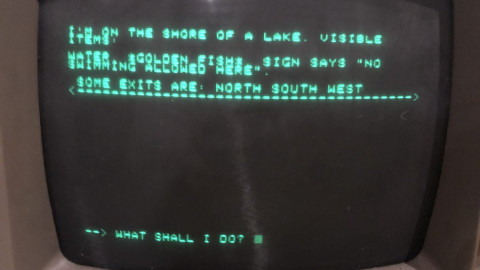 I'M ON THE SHORE OF A LAKE. VISIBLE
ITEMS:
WATER. *GOLDEN FISH*. SIGN SAYS "NO
SWIMMING ALLOWED HERE".
SOME EXITS ARE: NORTH SOUTH WEST
<----------------------------------------->
--> WHAT SHALL I DO?